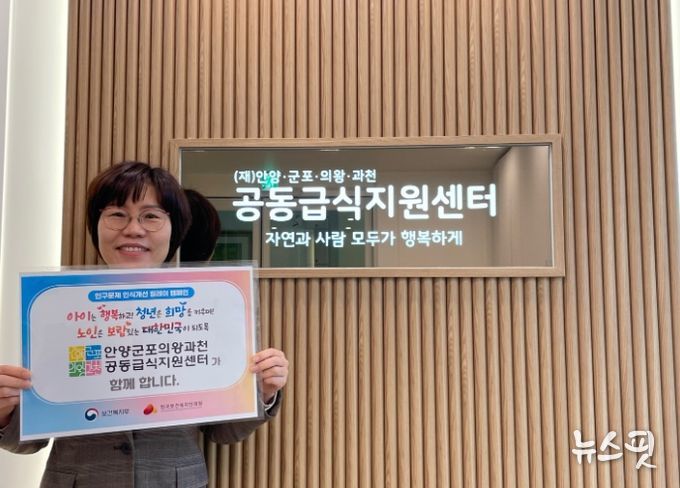 (재)안양·군포·의왕·과천
공동급식지원센터
자연과 사람 모두가 행복하게
인구문제 인식개선 릴레이 캠페인
아이는 행복하고! 청년은 희망을 키우며!
노인은 보람있는 대한민국이 되도록
안양군포의왕과천
공동급식지원센터가
함께 합니다.
보건복지부
뉴스핏